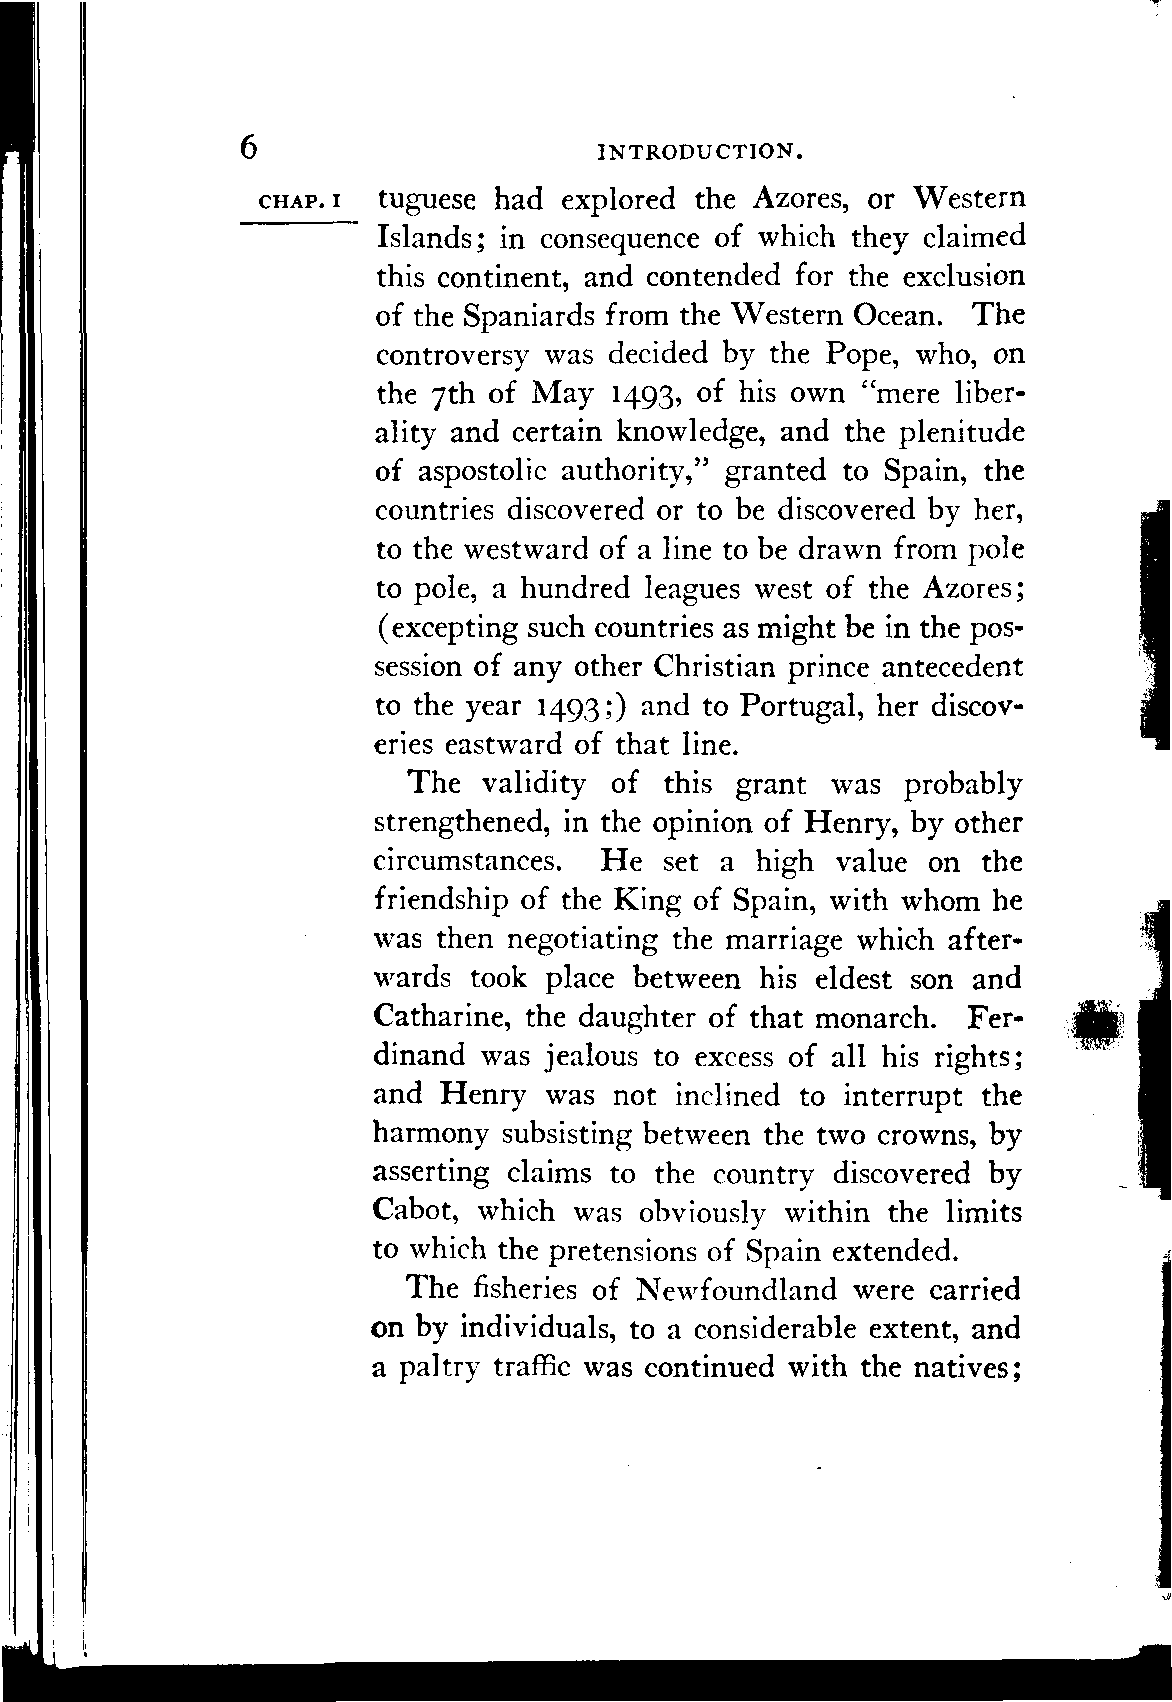 6 INTRODUCTION.
CHAP. I tuguese had explored the Azores, or Western
Islands; in consequence of which they claimed
this continent, and contended for the exclusion
of the Spaniards from the Western Ocean. The
controversy was decided by the Pope, who, on
the 7th of May 1493, of his own “mere liber-
ality and certain knowledge, and the plenitude
of aspostolic authority,” granted to Spain, the
countries discovered or to be discovered by her,
to the westward of a line to be drawn from pole
to pole, a hundred leagues west of the Azores;
(excepting such countries as might be in the pos-
session of any other Christian prince antecedent
to the year 1493;) and to Portugal, her discov-
eries eastward of that line.
The validity of this grant was probably
strengthened, in the opinion of Henry, by other
circumstances. He set a high value on the
friendship of the King of Spain, with whom he
was then negotiating the marriage which after-
wards took place between his eldest son and
Catharine, the daughter of that monarch. Fer-
dinand was jealous to excess of all his rights;
and Henry was not inclined to interrupt the
harmony subsisting between the two crowns, by
asserting claims to the country discovered by
Cabot, which was obviously within the limits
to which the pretensions of Spain extended.
The fisheries of Newfoundland were carried
on by individuals, to a considerable extent, and
a paltry traffic was continued with the natives;